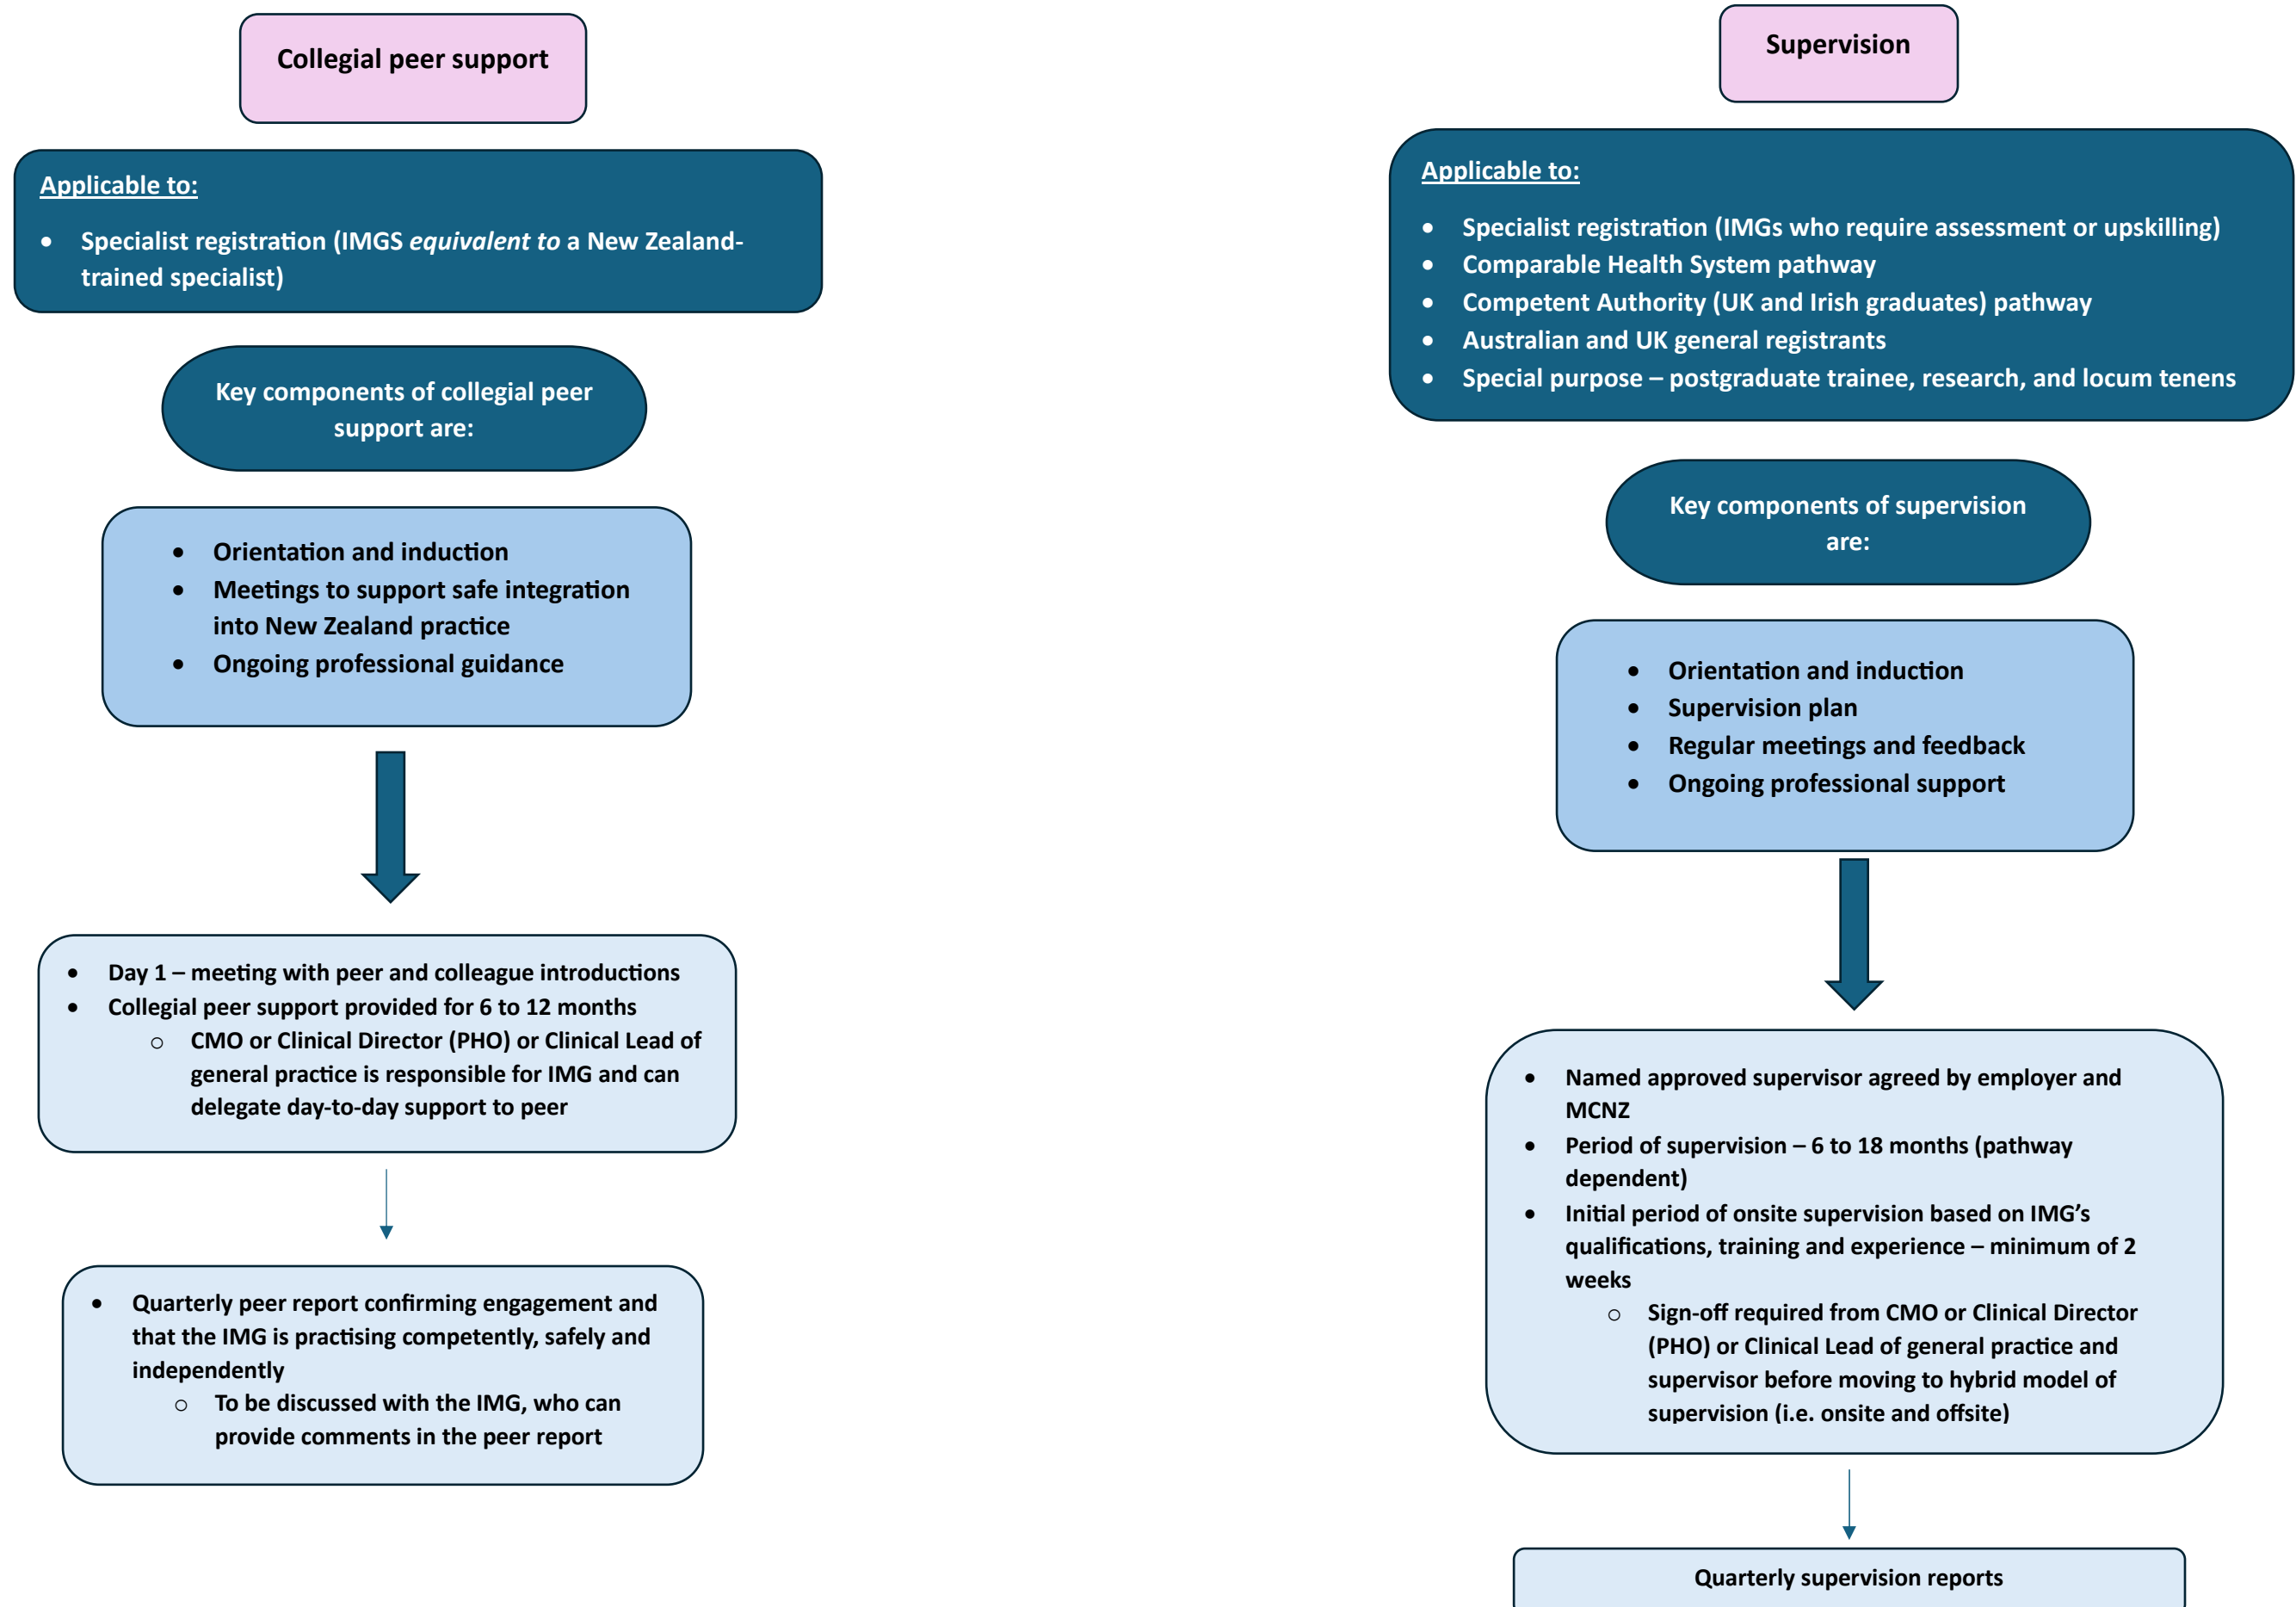 Collegial peer support
Applicable to:
• Specialist registration (IMGS equivalent to a New Zealand-
trained specialist)
Key components of collegial peer
support are:
• Orientation and induction
• Meetings to support safe integration
into New Zealand practice
• Ongoing professional guidance
• Day 1 – meeting with peer and colleague introductions
• Collegial peer support provided for 6 to 12 months
o CMO or Clinical Director (PHO) or Clinical Lead of
general practice is responsible for IMG and can
delegate day-to-day support to peer
• Quarterly peer report confirming engagement and
that the IMG is practising competently, safely and
independently
o To be discussed with the IMG, who can
provide comments in the peer report
Supervision
Applicable to:
• Specialist registration (IMGs who require assessment or upskilling)
• Comparable Health System pathway
• Competent Authority (UK and Irish graduates) pathway
• Australian and UK general registrants
• Special purpose – postgraduate trainee, research, and locum tenens
Key components of supervision
are:
• Orientation and induction
• Supervision plan
• Regular meetings and feedback
• Ongoing professional support
• Named approved supervisor agreed by employer and
MCNZ
• Period of supervision – 6 to 18 months (pathway
dependent)
• Initial period of onsite supervision based on IMG’s
qualifications, training and experience – minimum of 2
weeks
o Sign-off required from CMO or Clinical Director
(PHO) or Clinical Lead of general practice and
supervisor before moving to hybrid model of
supervision (i.e. onsite and offsite)
Quarterly supervision reports